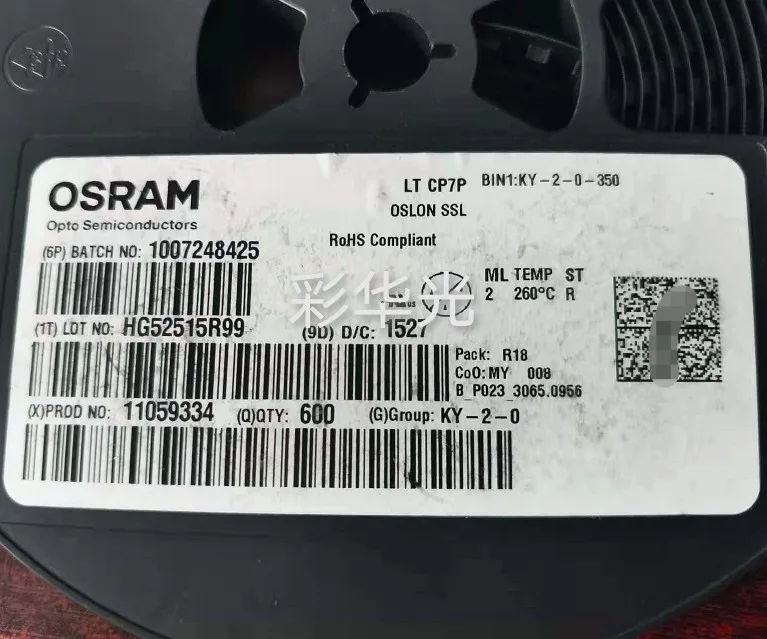 OSRAM
Opto Semiconductors
LT CP7P BIN1:KY-2-0-350
OSLON SSL
RoHS Compliant
(6P) BATCH NO: 1007248425
ML TEMP ST
2 260°C R
彩华光
(1T) LOT NO: HG52515R99 (9D) D/C: 1527
Pack: R18
CoO: MY 008
B_P023_3065.0956
(X)PROD NO: 11059334 (Q)QTY: 600 (G)Group: KY-2-0